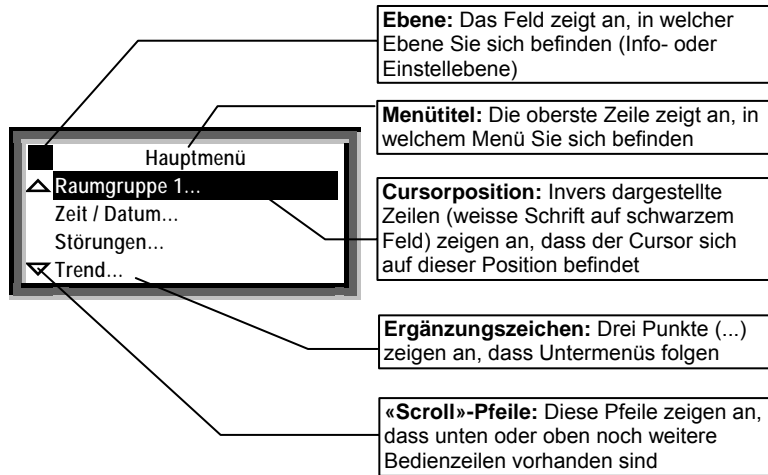 Ebene: Das Feld zeigt an, in welcher
Ebene Sie sich befinden (Info- oder
Einstellebene)
Menütitel: Die oberste Zeile zeigt an, in
welchem Menü Sie sich befinden
Hauptmenü
Raumgruppe 1...
Zeit / Datum...
Störungen...
Trend...
Cursorposition: Invers dargestellte
Zeilen (weisse Schrift auf schwarzem
Feld) zeigen an, dass der Cursor sich
auf dieser Position befindet
Ergänzungszeichen: Drei Punkte (...)
zeigen an, dass Untermenüs folgen
«Scroll»-Pfeile: Diese Pfeile zeigen an,
dass unten oder oben noch weitere
Bedienzeilen vorhanden sind